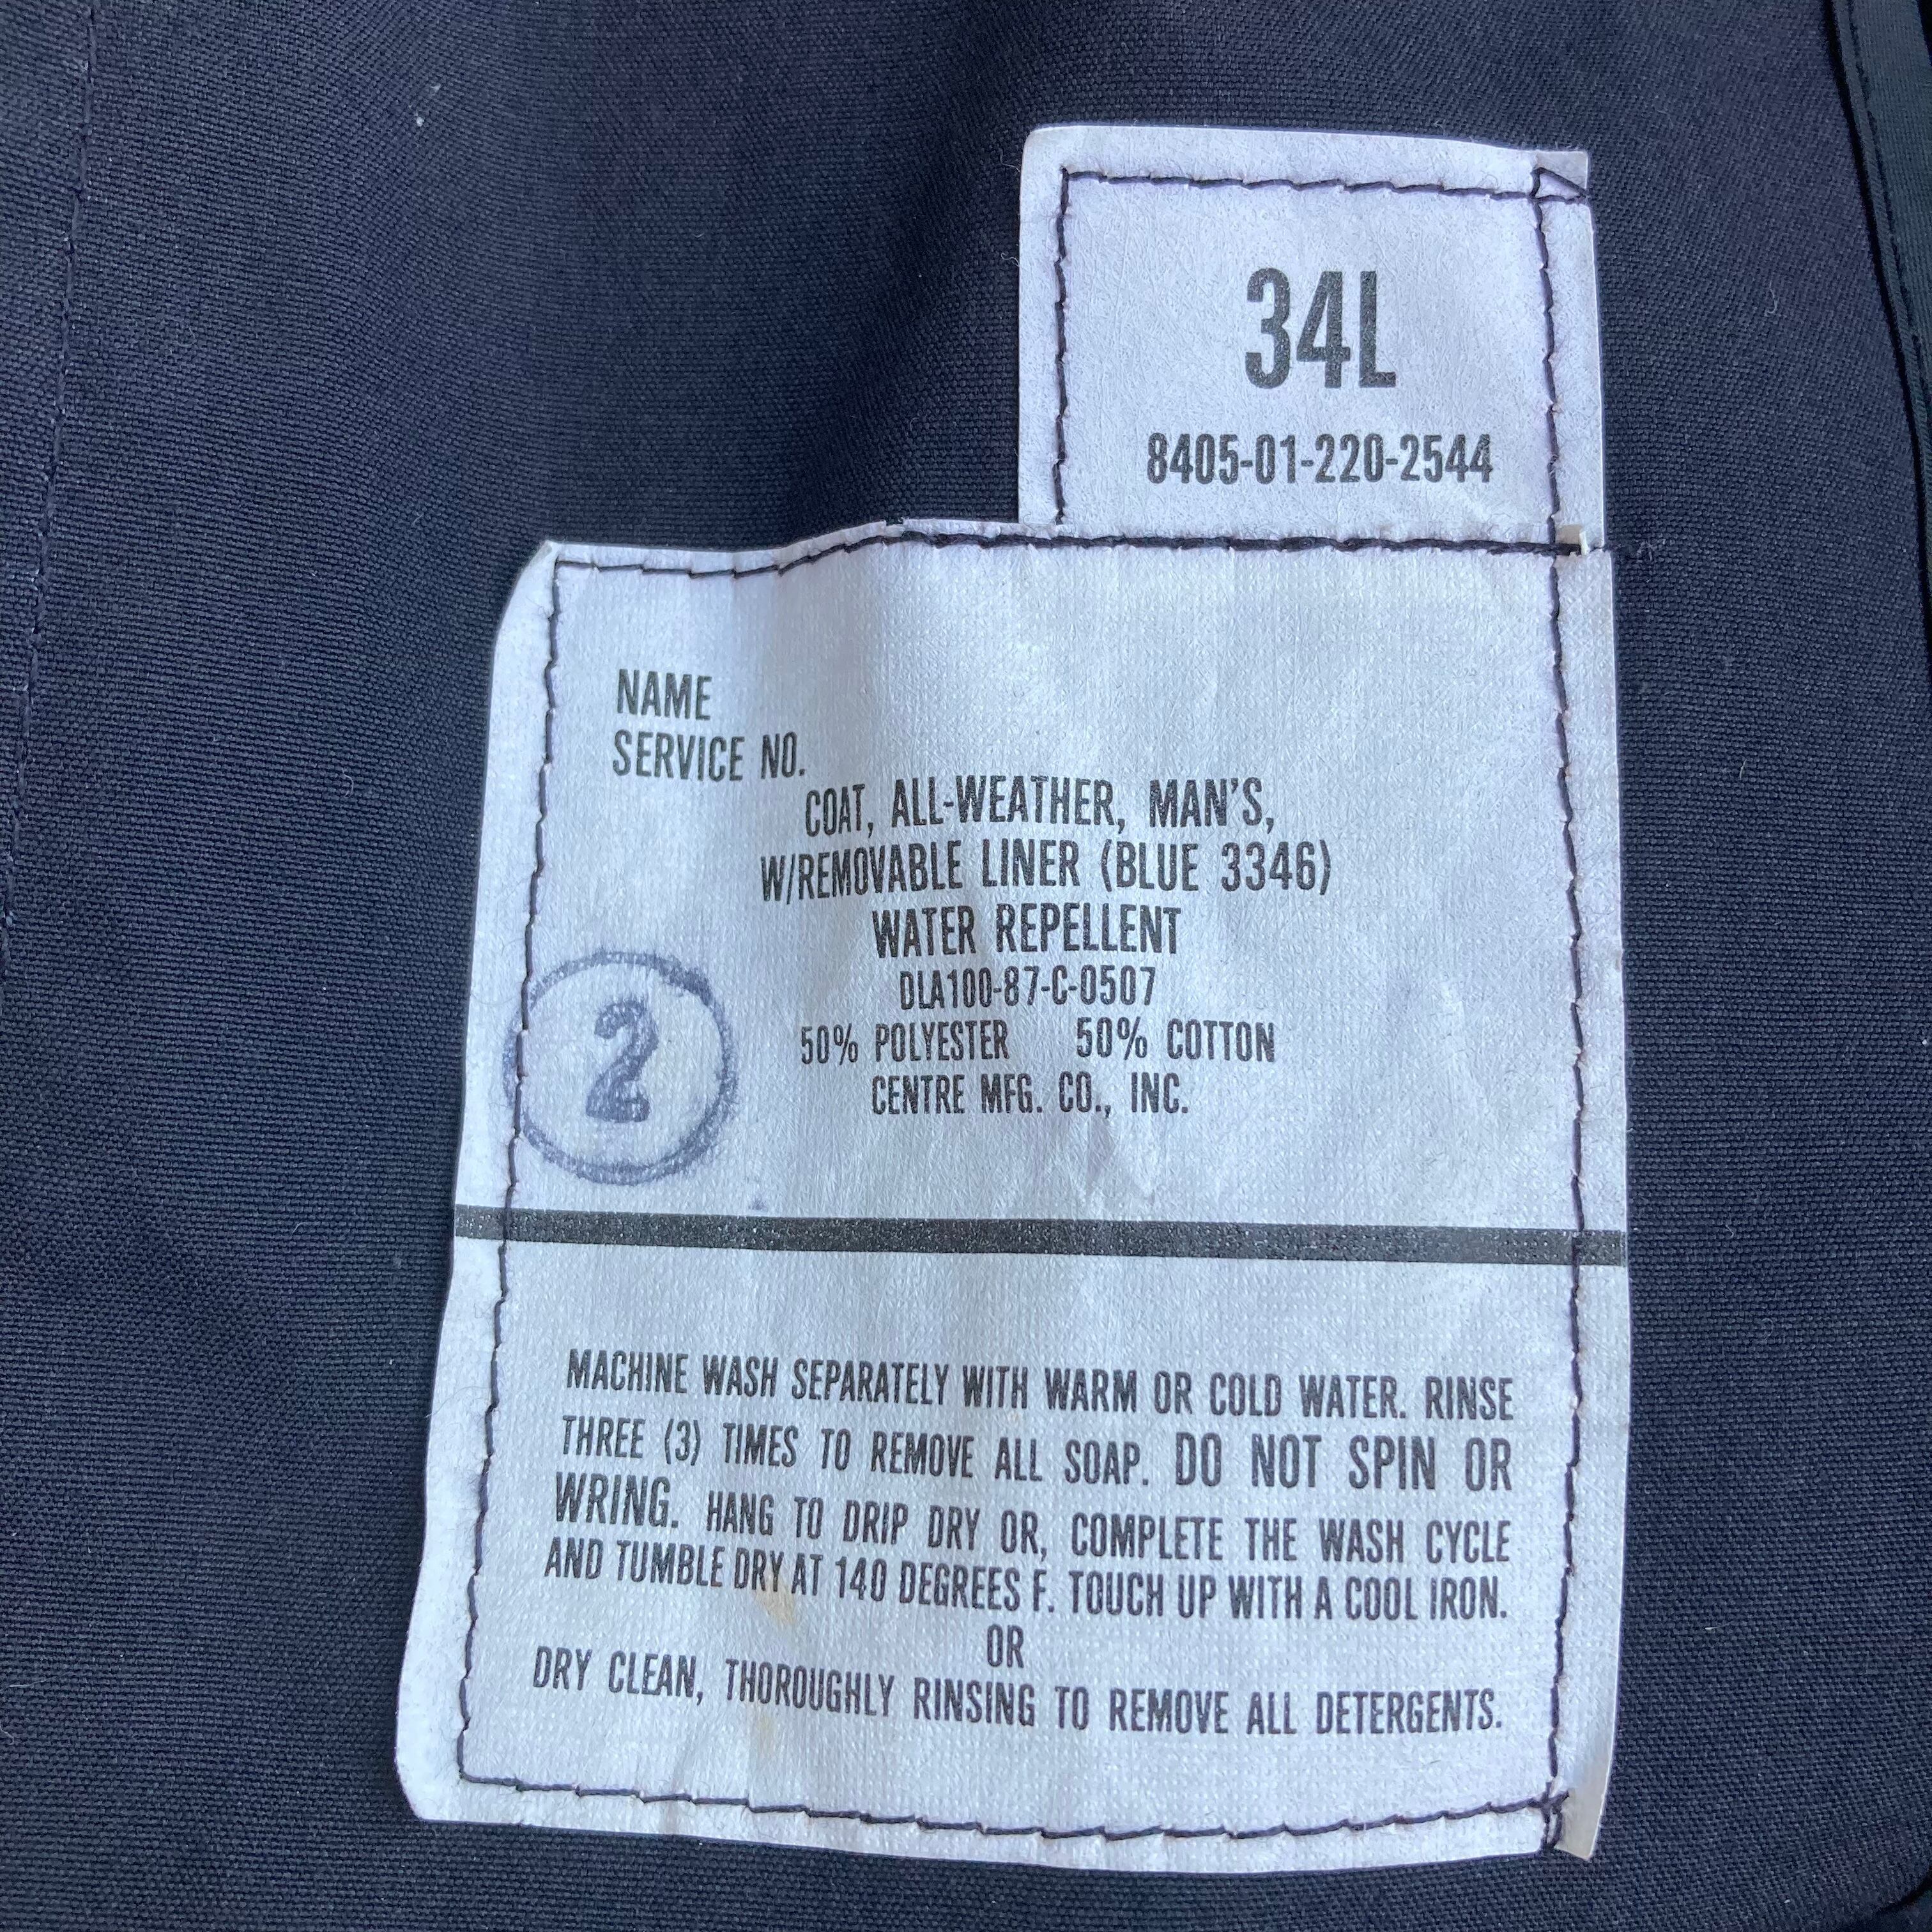 34L
8405-01-220-2544
NAME
SERVICE NO.
COAT, ALL-WEATHER, MAN'S,
W/REMOVABLE LINER (BLUE 3346)
WATER REPELLENT
DLA100-87-C-0507
50% POLYESTER 50% COTTON
CENTRE MFG. CO., INC.
2
MACHINE WASH SEPARATELY WITH WARM OR COLD WATER. RINSE
THREE (3) TIMES TO REMOVE ALL SOAP. DO NOT SPIN OR
WRING. HANG TO DRIP DRY OR, COMPLETE THE WASH CYCLE
AND TUMBLE DRY AT 140 DEGREES F. TOUCH UP WITH A COOL IRON.
OR
DRY CLEAN, THOROUGHLY RINSING TO REMOVE ALL DETERGENTS.